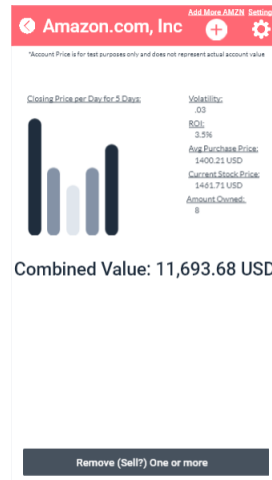 Add More AMZN Setting
Amazon.com, Inc
*Account Price is for test purposes only and does not represent actual account value
Closing Price per Day for 5 Days:
Volatility:
.03
ROI:
3.5%
Avg Purchase Price:
1400.21 USD
Current Stock Price:
1461.71 USD
Amount Owned:
8
Combined Value: 11,693.68 USD
Remove (Sell?) One or more